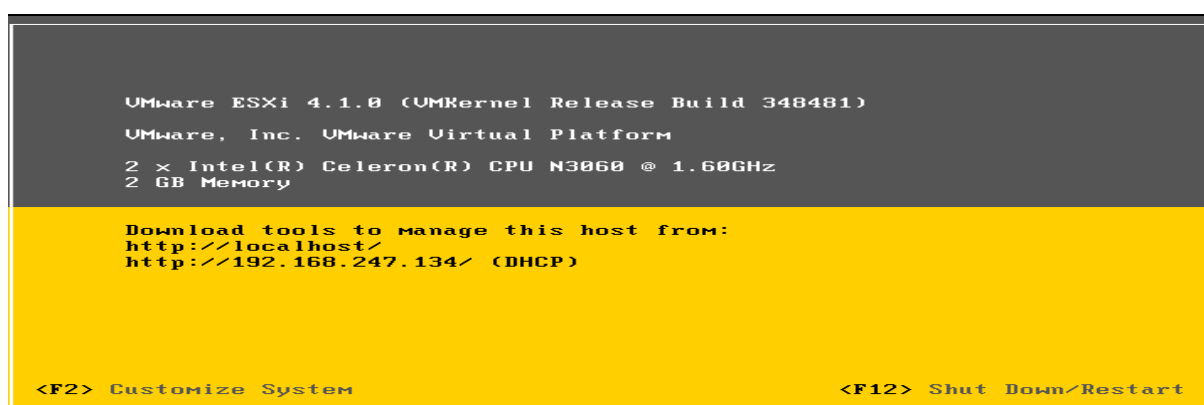 VMware ESXi 4.1.0 (VMKernel Release Build 348481)
VMware, Inc. VMware Virtual Platform
2 x Intel(R) Celeron(R) CPU N3060 @ 1.60GHz
2 GB Memory
Download tools to manage this host from:
http://localhost/
http://192.168.247.134/ (DHCP)
<F2> Customize System <F12> Shut Down/Restart